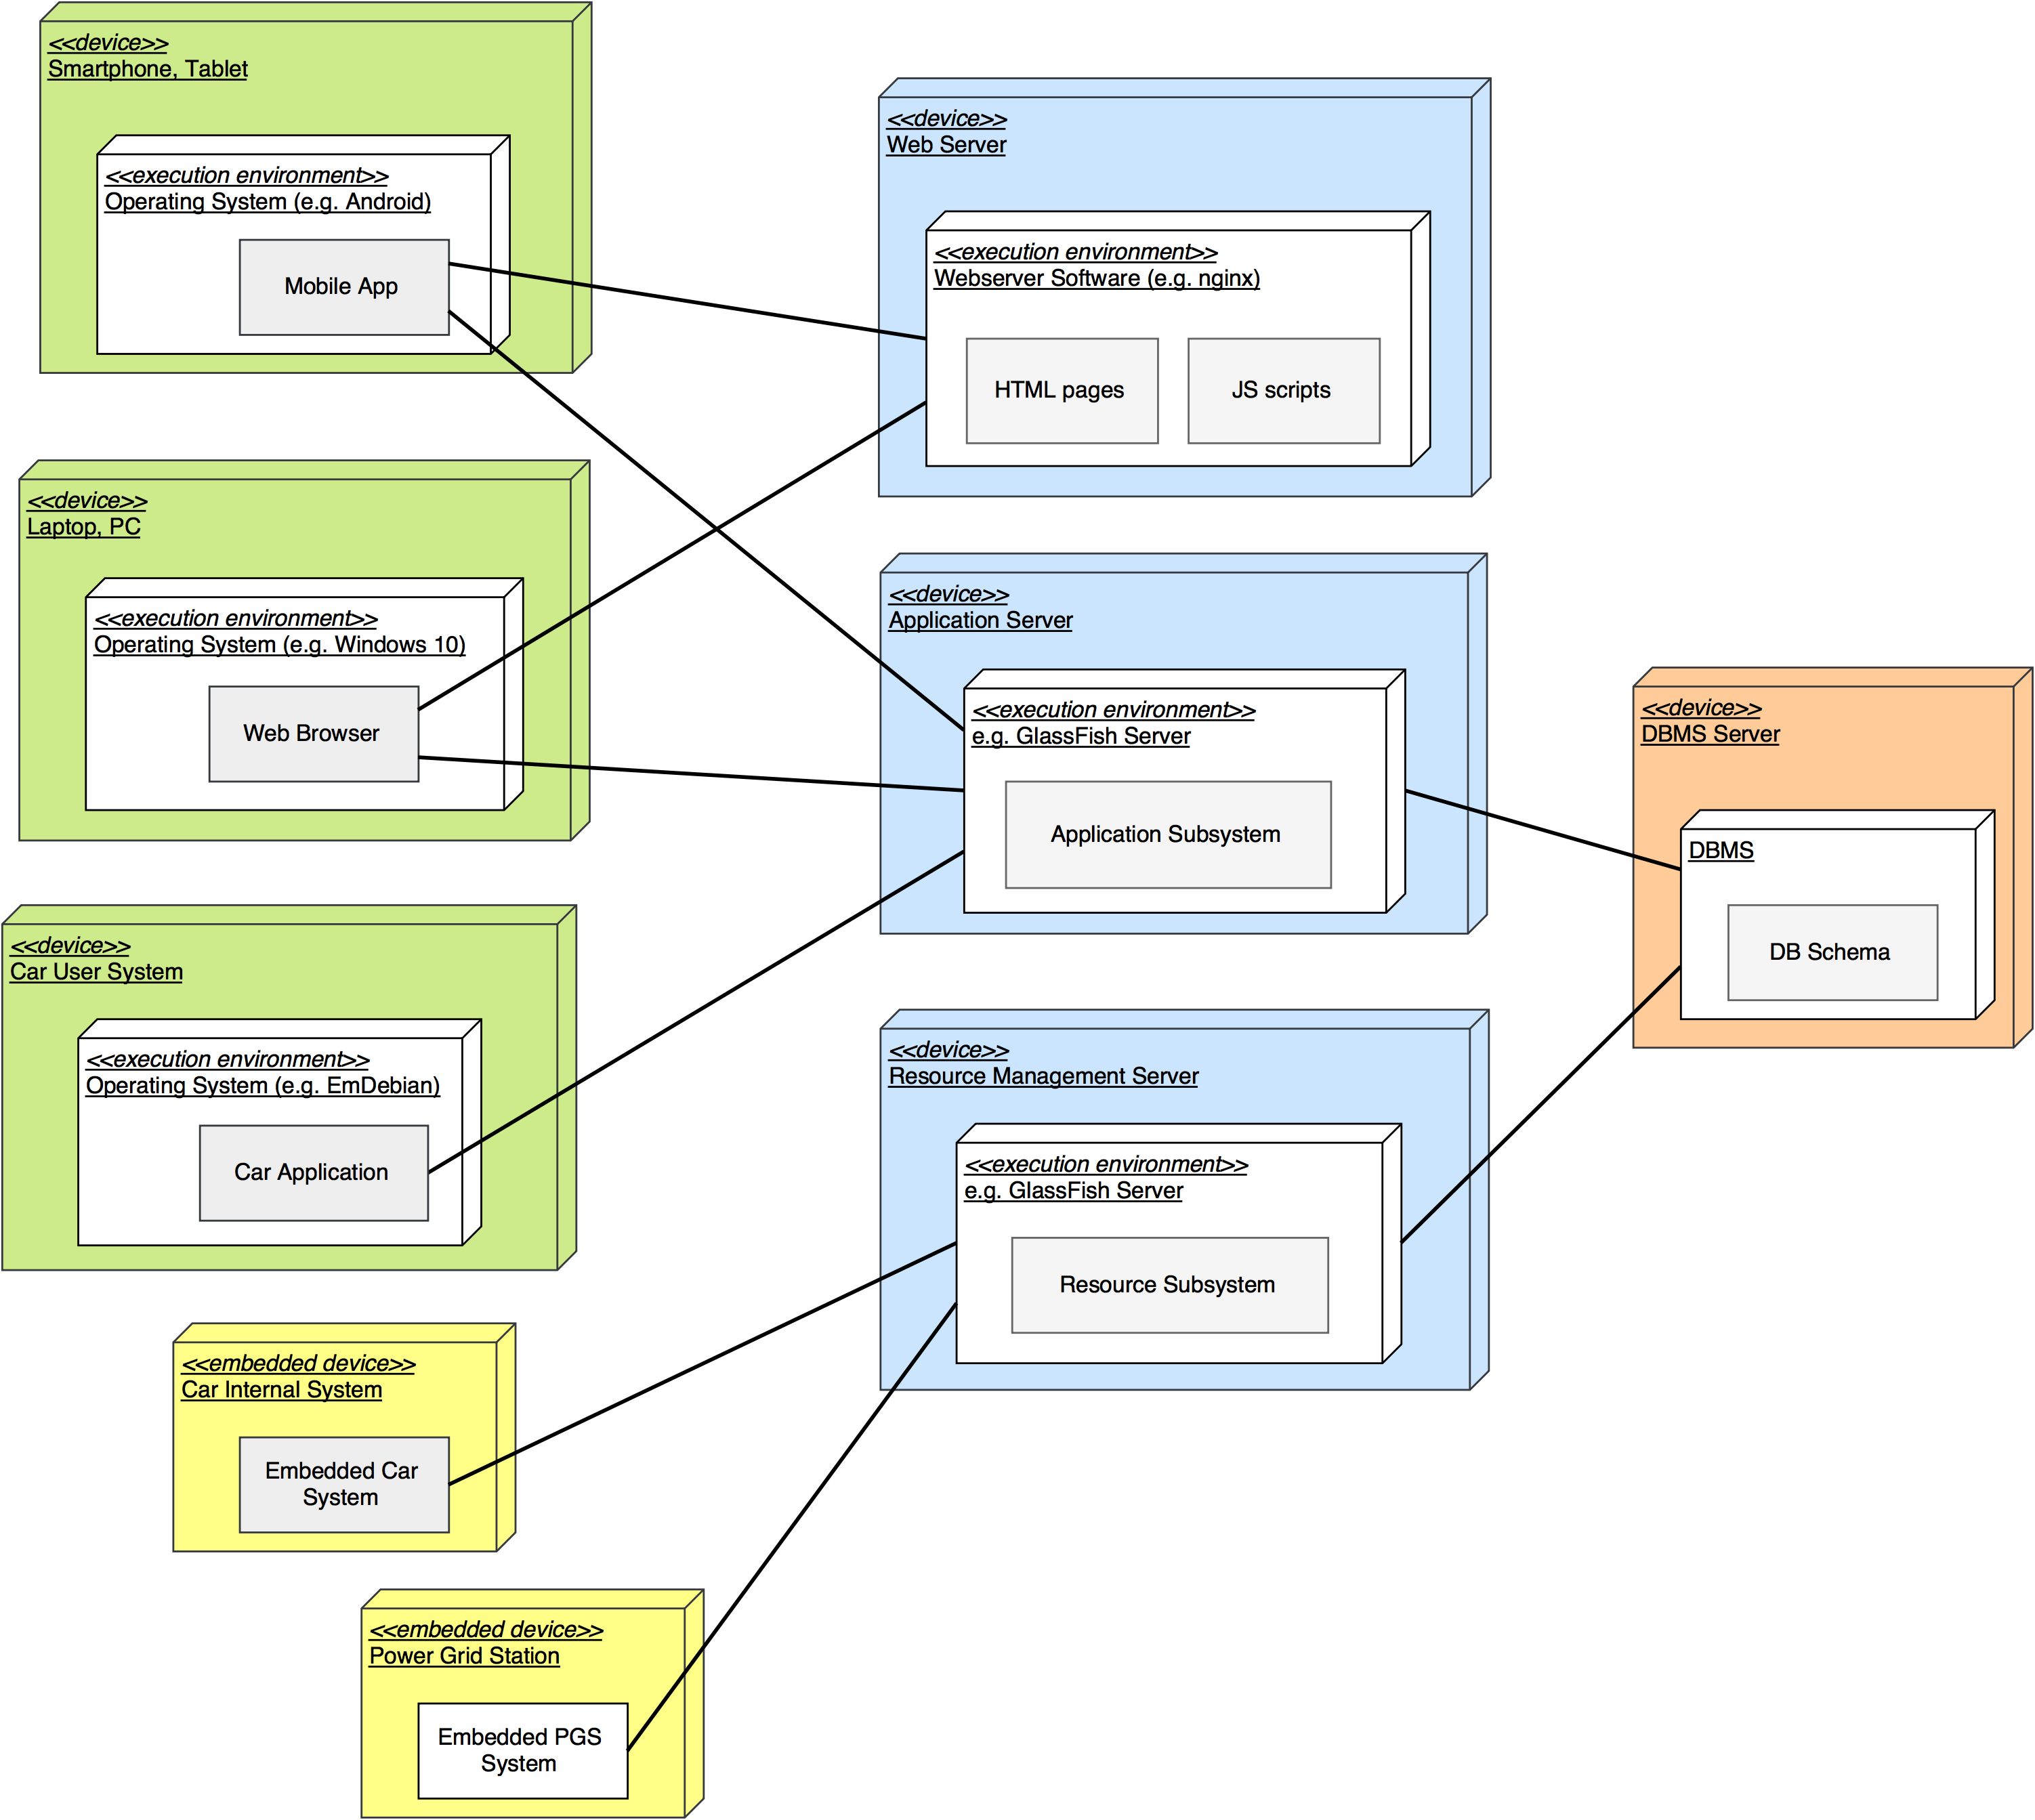 <<device>>
Smartphone, Tablet
<<execution environment>>
Operating System (e.g. Android)
Mobile App
<<device>>
Laptop, PC
<<execution environment>>
Operating System (e.g. Windows 10)
Web Browser
<<device>>
Car User System
<<execution environment>>
Operating System (e.g. EmDebian)
Car Application
<<embedded device>>
Car Internal System
Embedded Car
System
<<embedded device>>
Power Grid Station
Embedded PGS
System
<<device>>
Web Server
<<execution environment>>
Webserver Software (e.g. nginx)
HTML pages
JS scripts
<<device>>
Application Server
<<execution environment>>
e.g. GlassFish Server
Application Subsystem
<<device>>
Resource Management Server
<<execution environment>>
e.g. GlassFish Server
Resource Subsystem
<<device>>
DBMS Server
DBMS
DB Schema